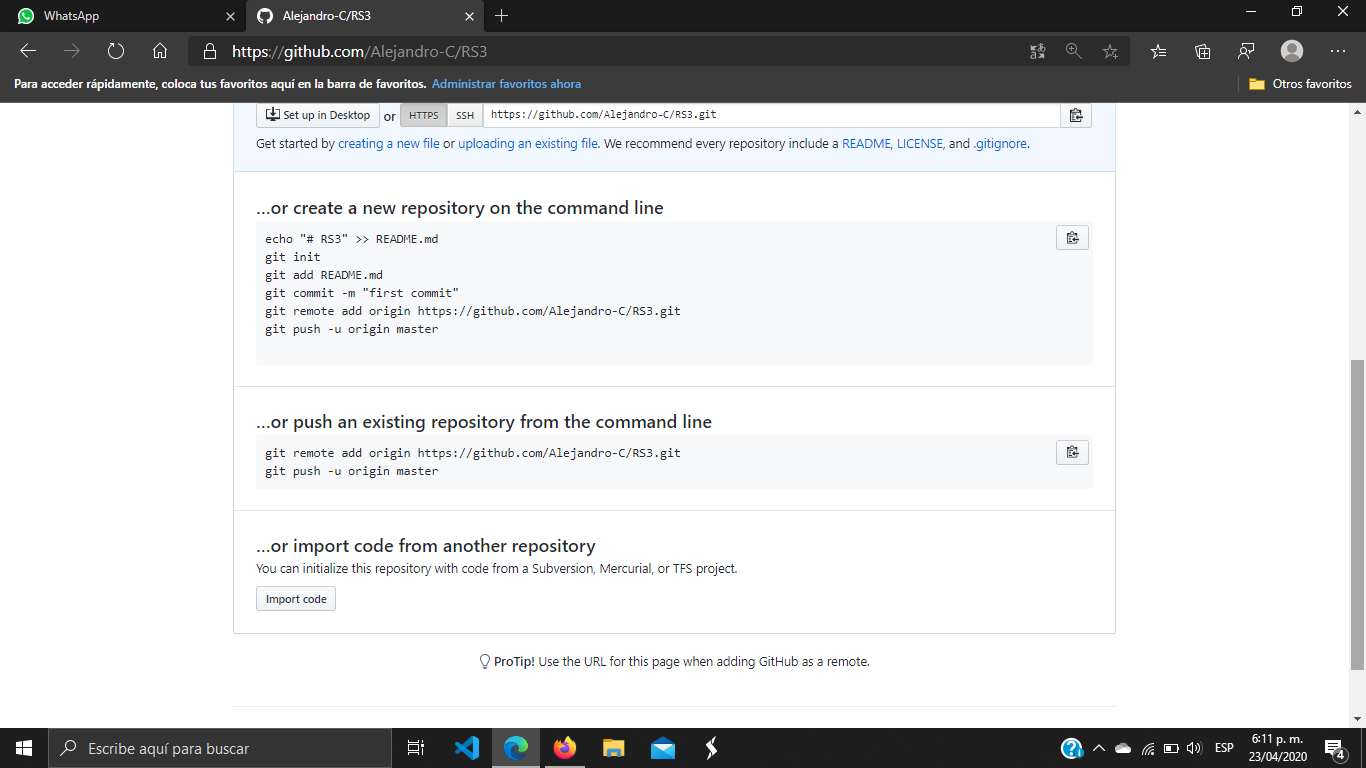 WhatsApp
Alejandro-C/RS3
https://github.com/Alejandro-C/RS3
Para acceder rápidamente, coloca tus favoritos aquí en la barra de favoritos. Administrar favoritos ahora
Otros favoritos
Set up in Desktop or HTTPS SSH https://github.com/Alejandro-C/RS3.git
Get started by creating a new file or uploading an existing file. We recommend every repository include a README, LICENSE, and .gitignore.
…or create a new repository on the command line
echo "# RS3" >> README.md
git init
git add README.md
git commit -m "first commit"
git remote add origin https://github.com/Alejandro-C/RS3.git
git push -u origin master
…or push an existing repository from the command line
git remote add origin https://github.com/Alejandro-C/RS3.git
git push -u origin master
…or import code from another repository
You can initialize this repository with code from a Subversion, Mercurial, or TFS project.
Import code
ProTip! Use the URL for this page when adding GitHub as a remote.
Escribe aquí para buscar
ESP
6:11 p. m.
23/04/2020
4